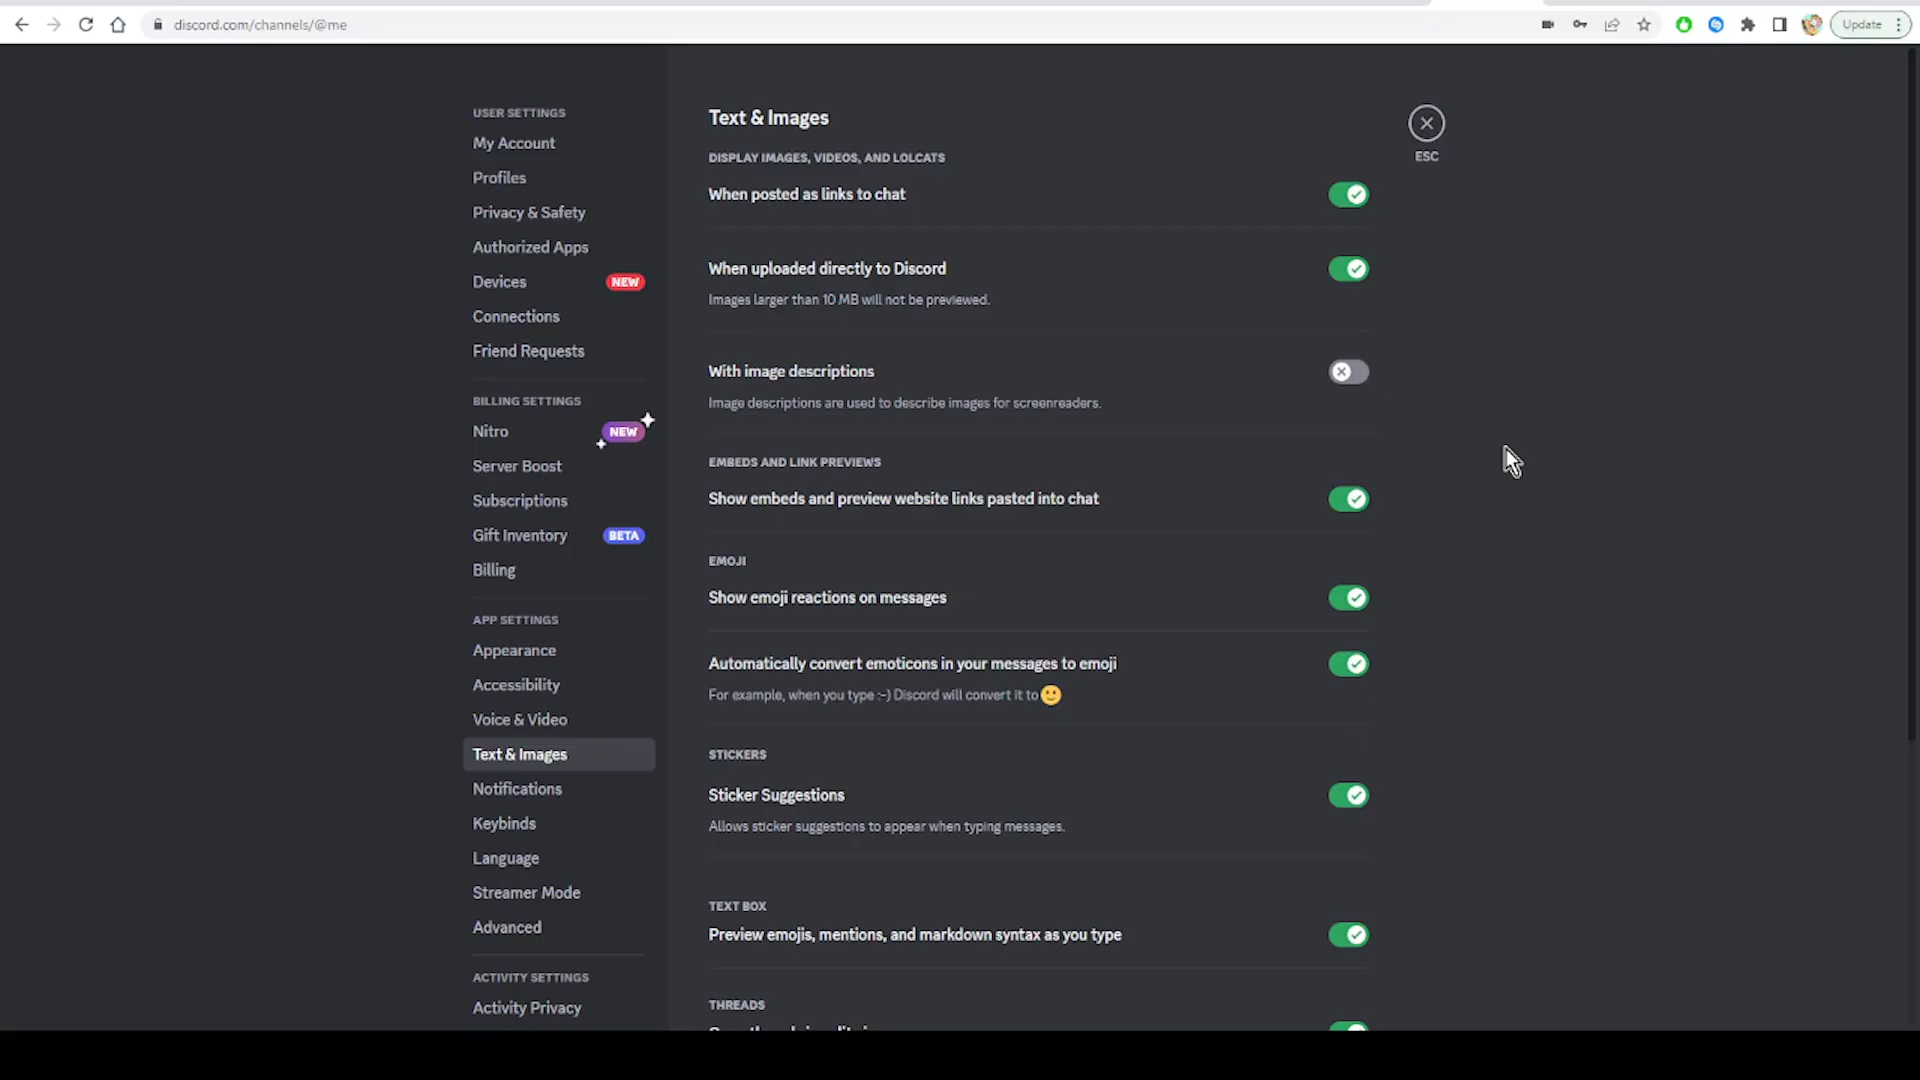 discord.com/channels/@me
Update
USER SETTINGS
My Account
Profiles
Privacy & Safety
Authorized Apps
Devices NEW
Connections
Friend Requests
BILLING SETTINGS
Nitro NEW
Server Boost
Subscriptions
Gift Inventory BETA
Billing
APP SETTINGS
Appearance
Accessibility
Voice & Video
Text & Images
Notifications
Keybinds
Language
Streamer Mode
Advanced
ACTIVITY SETTINGS
Activity Privacy
Text & Images
ESC
DISPLAY IMAGES, VIDEOS, AND LOLCATS
When posted as links to chat
When uploaded directly to Discord
Images larger than 10 MB will not be previewed.
With image descriptions
Image descriptions are used to describe images for screenreaders.
EMBEDS AND LINK PREVIEWS
Show embeds and preview website links pasted into chat
EMOJI
Show emoji reactions on messages
Automatically convert emoticons in your messages to emoji
For example, when you type :-) Discord will convert it to 🙂
STICKERS
Sticker Suggestions
Allows sticker suggestions to appear when typing messages.
TEXT BOX
Preview emojis, mentions, and markdown syntax as you type
THREADS